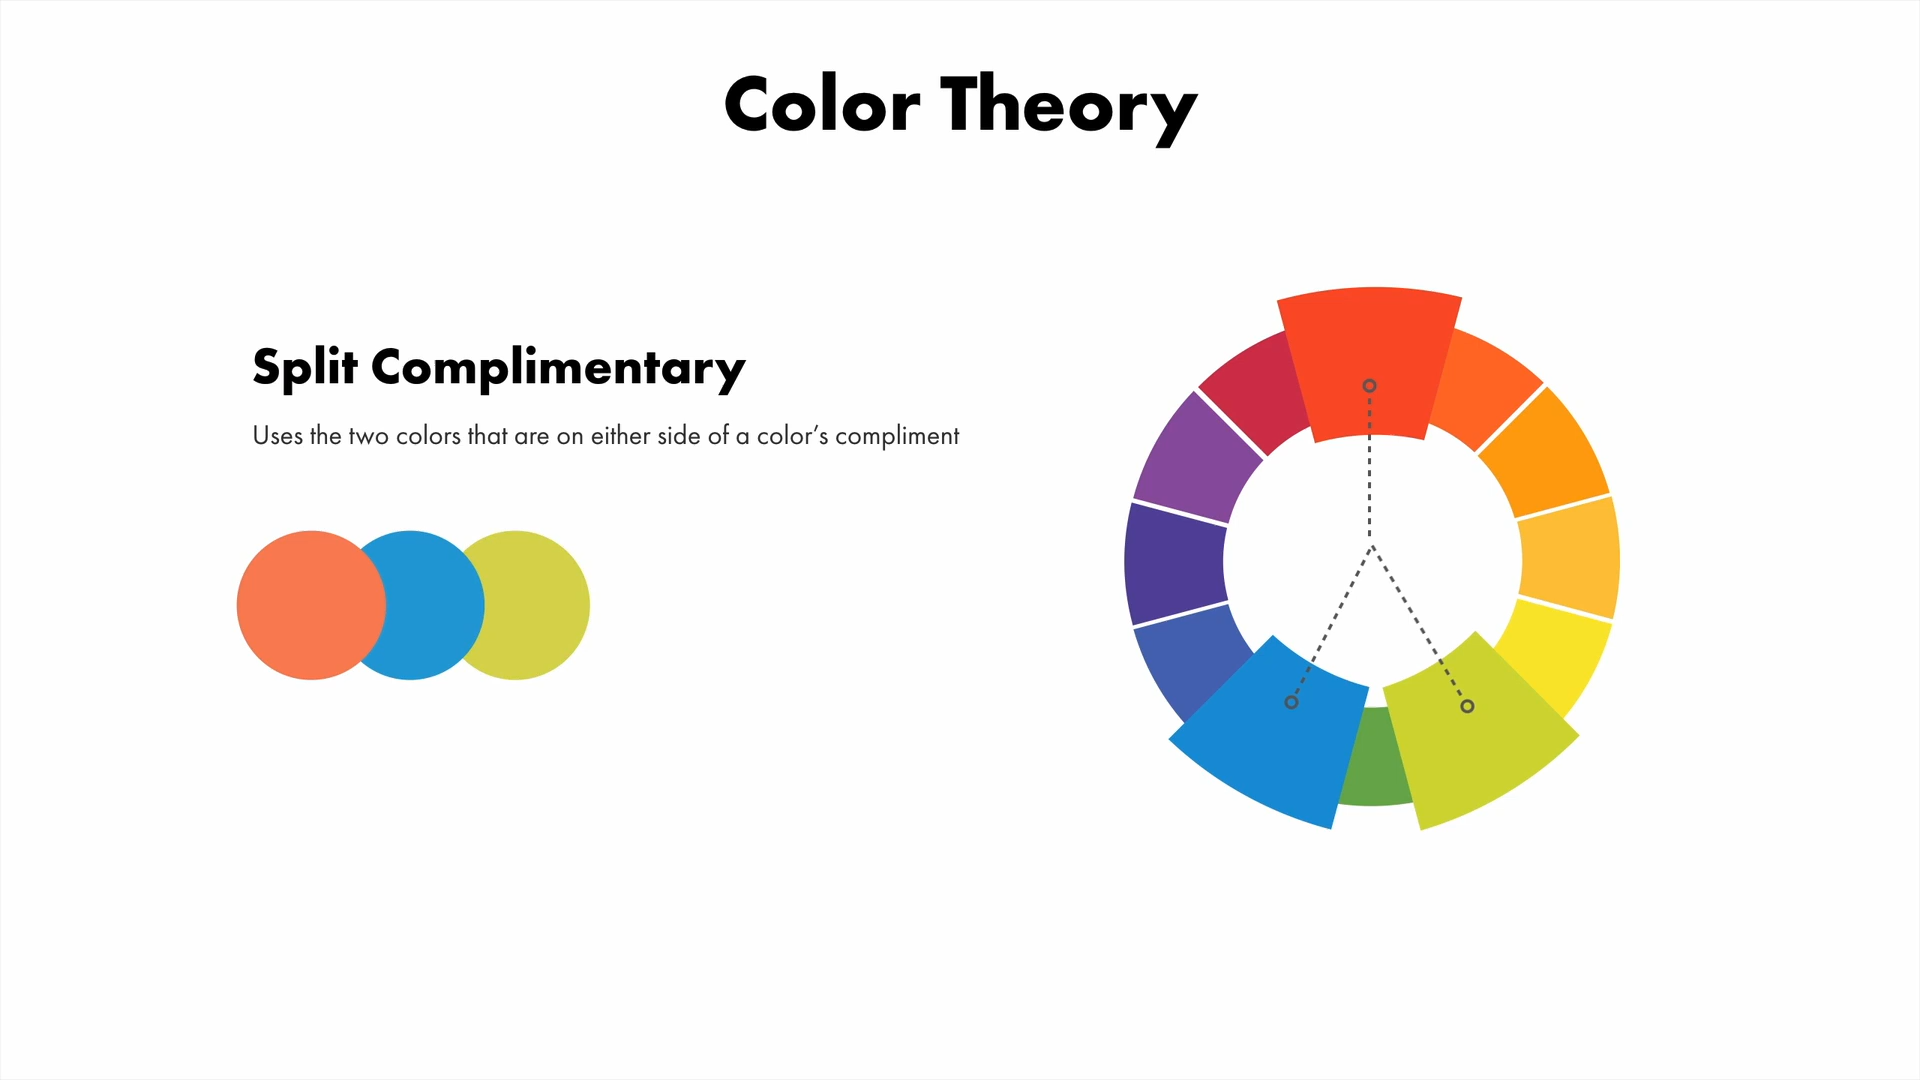 Color Theory
Split Complimentary
Uses the two colors that are on either side of a color’s compliment